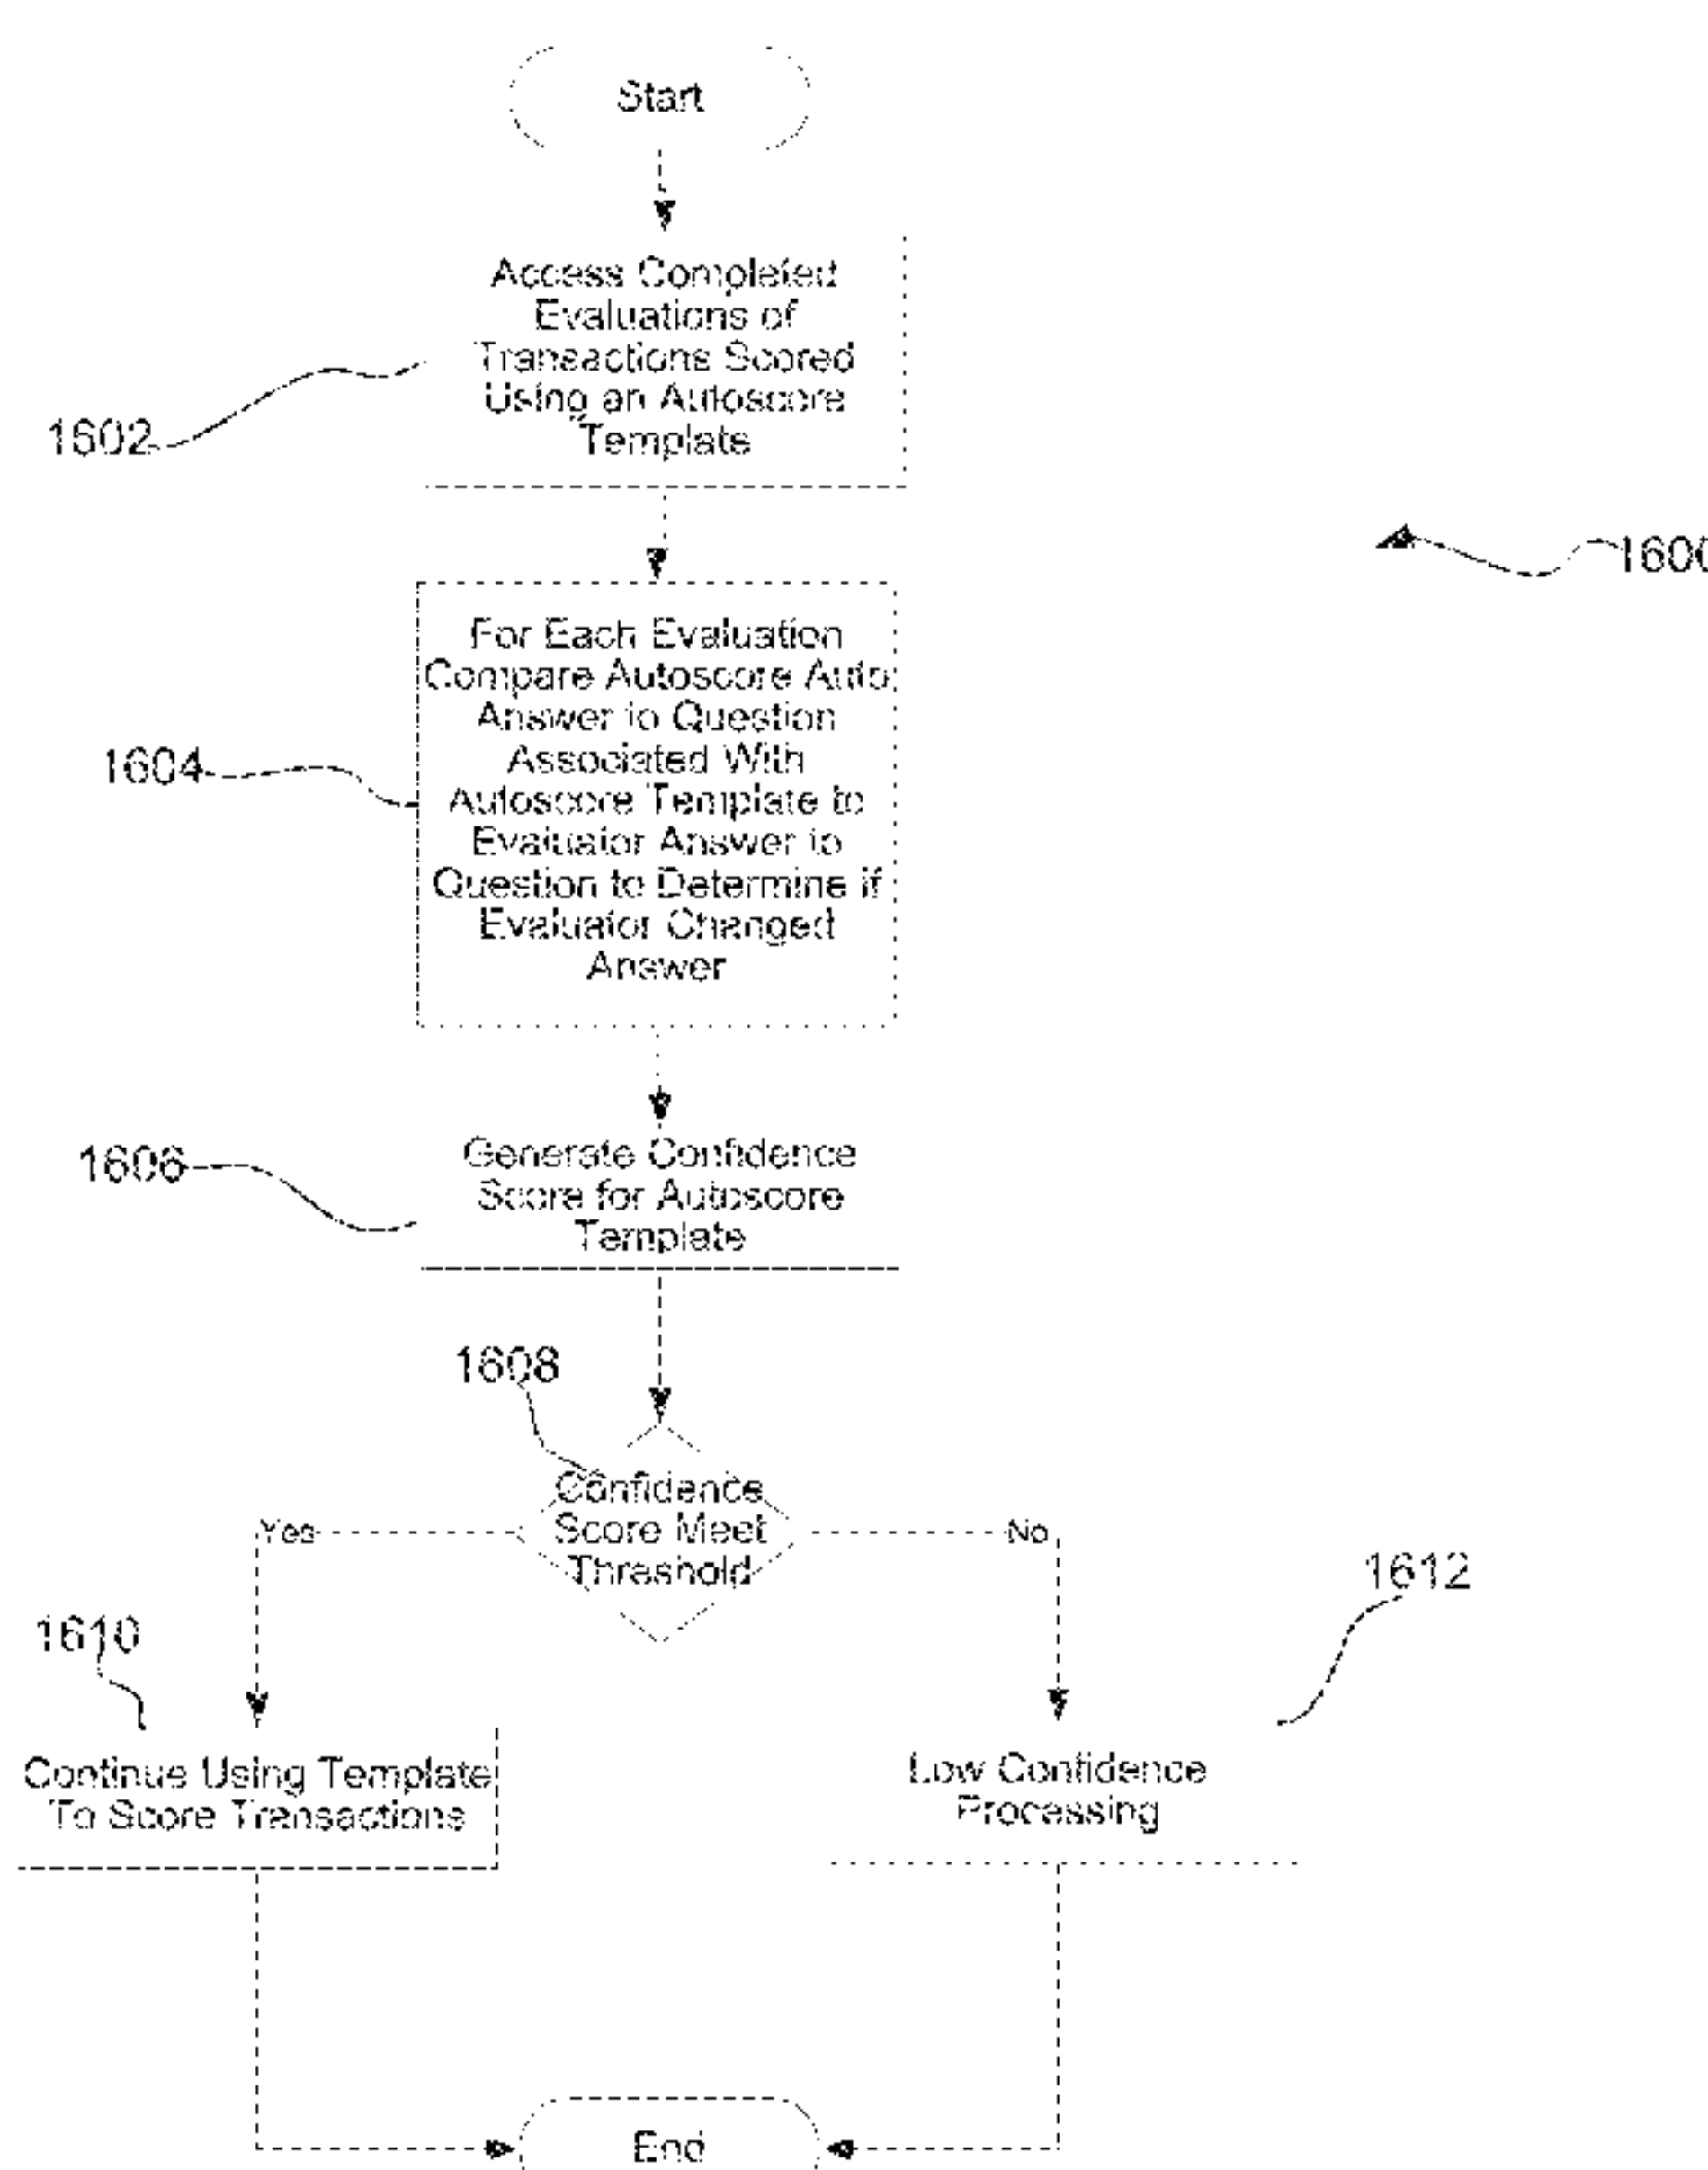 Start
Access Completed
Evaluations of
Transactions Scored
Using an Autoscore
Template
1602
1600
For Each Evaluation
Compare Autoscore Auto
Answer to Question
Associated With
Autoscore Template to
Evaluator Answer to
Question to Determine if
Evaluator Changed
Answer
1604
1606
Generate Confidence
Score for Autoscore
Template
1608
Confidence
Score Meet
Threshold
Yes
No
1610
1612
Continue Using Template
To Score Transactions
Low Confidence
Processing
End